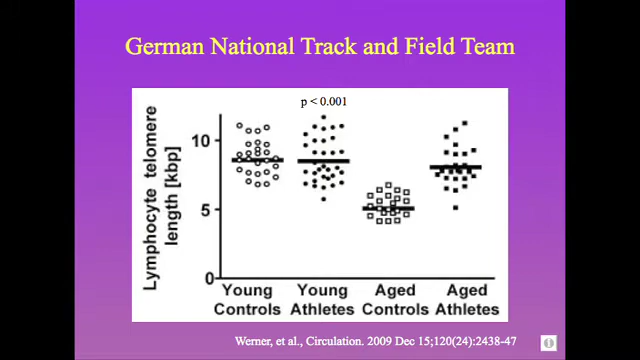 German National Track and Field Team
p < 0.001
Lymphocyte telomere
length [kbp]
10
5
0
Young
Controls
Young
Athletes
Aged
Controls
Aged
Athletes
Werner, et al., Circulation. 2009 Dec 15;120(24):2438-47